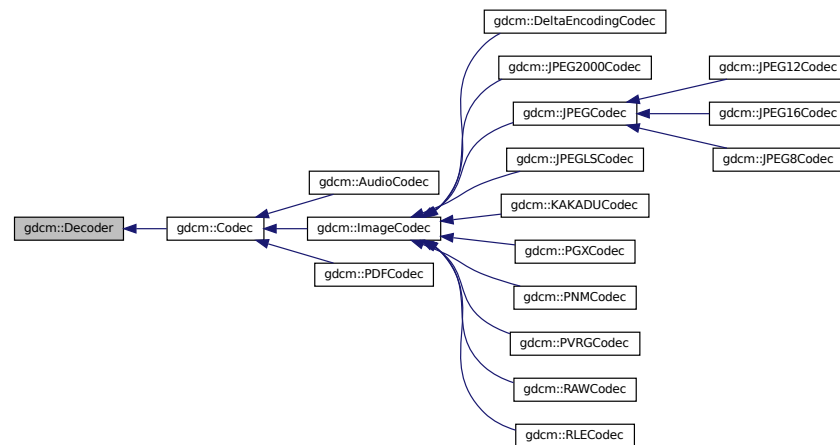 gdcm::DeltaEncodingCodec
gdcm::JPEG2000Codec
gdcm::JPEG12Codec
gdcm::JPEGCodec
gdcm::JPEG16Codec
gdcm::JPEGLSCodec
gdcm::JPEG8Codec
gdcm::AudioCodec
gdcm::KAKADUCodec
gdcm::Decoder
gdcm::Codec
gdcm::ImageCodec
gdcm::PGXCodec
gdcm::PDFCodec
gdcm::PNMCodec
gdcm::PVRGCodec
gdcm::RAWCodec
gdcm::RLECodec